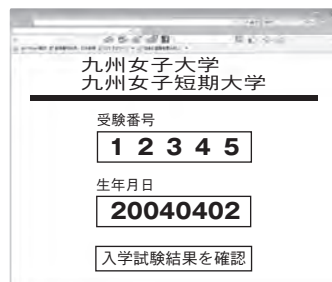 九州女子大学
九州女子短期大学
受験番号
1 2 3 4 5
生年月日
20040402
入学試験結果を確認